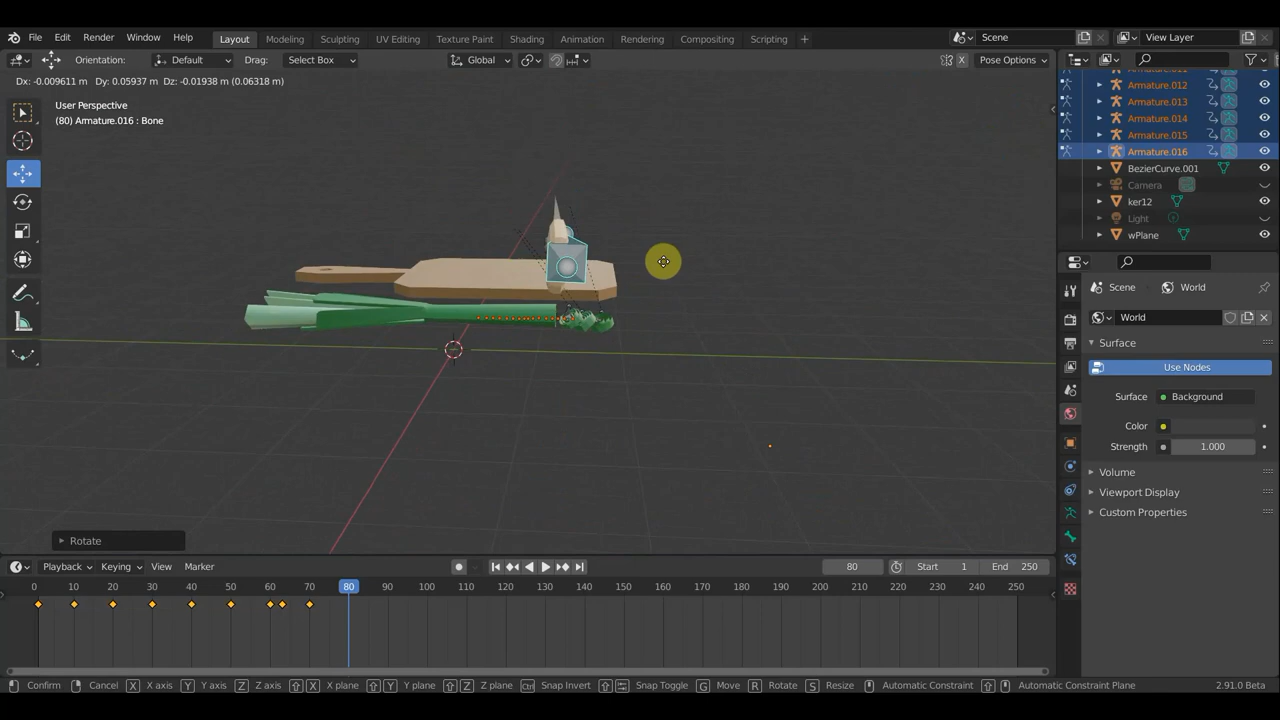 File Edit Render Window Help Layout Modeling Sculpting UV Editing Texture Paint Shading Animation Rendering Compositing Scripting + Scene View Layer
Orientation: Default Drag: Select Box Global X Pose Options
Dx: -0.009611 m Dy: 0.05937 m Dz: -0.01938 m (0.06318 m)
User Perspective
(80) Armature.016 : Bone
Armature.012
Armature.013
Armature.014
Armature.015
Armature.016
BezierCurve.001
Camera
ker12
Light
wPlane
Scene World
World
Surface
Use Nodes
Surface Background
Color
Strength 1.000
Volume
Viewport Display
Custom Properties
Rotate
Playback Keying View Marker 80 Start 1 End 250
0 10 20 30 40 50 60 70 80 90 100 110 120 130 140 150 160 170 180 190 200 210 220 230 240 250
Confirm Cancel X X axis Y Y axis Z Z axis X X plane Y Y plane Z Z plane Ctrl Snap Invert Snap Toggle G Move R Rotate S Resize Automatic Constraint Automatic Constraint Plane 2.91.0 Beta